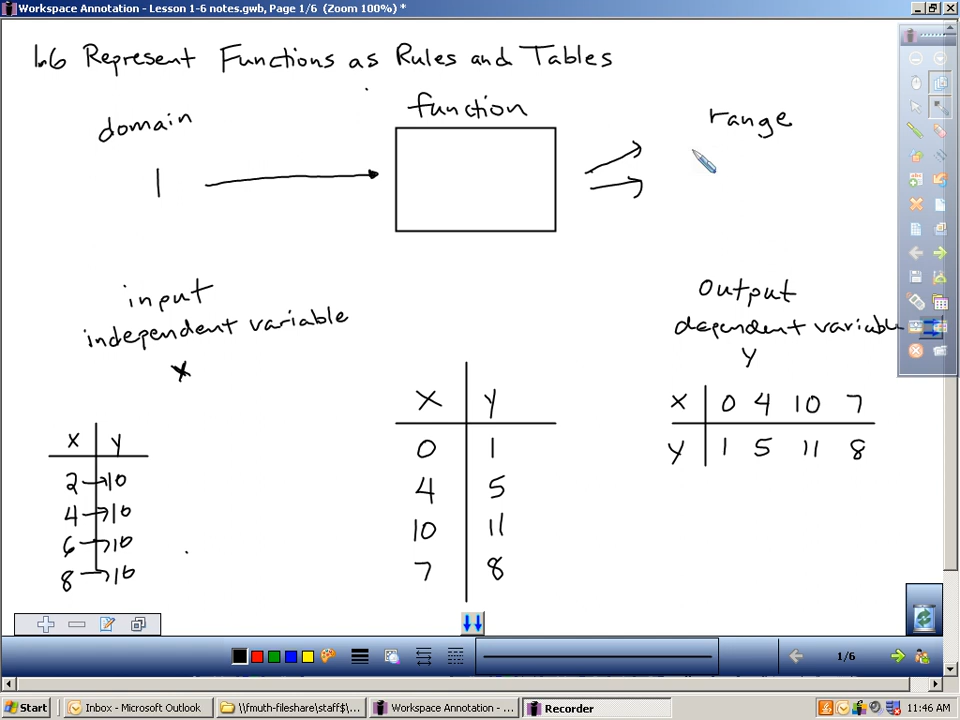 Workspace Annotation - Lesson 1-6 notes.gwb, Page 1/6 (Zoom 100%) *
1.6 Represent Functions as Rules and Tables
domain
function
range
1
input
independent variable
x
output
dependent variable
y
x y
2 10
4 10
6 10
8 10
x y
0 1
4 5
10 11
7 8
x 0 4 10 7
y 1 5 11 8
1/6
Start
Inbox - Microsoft Outlook
\\fmuth-fileshare\staff$\...
Workspace Annotation - ...
Recorder
11:46 AM